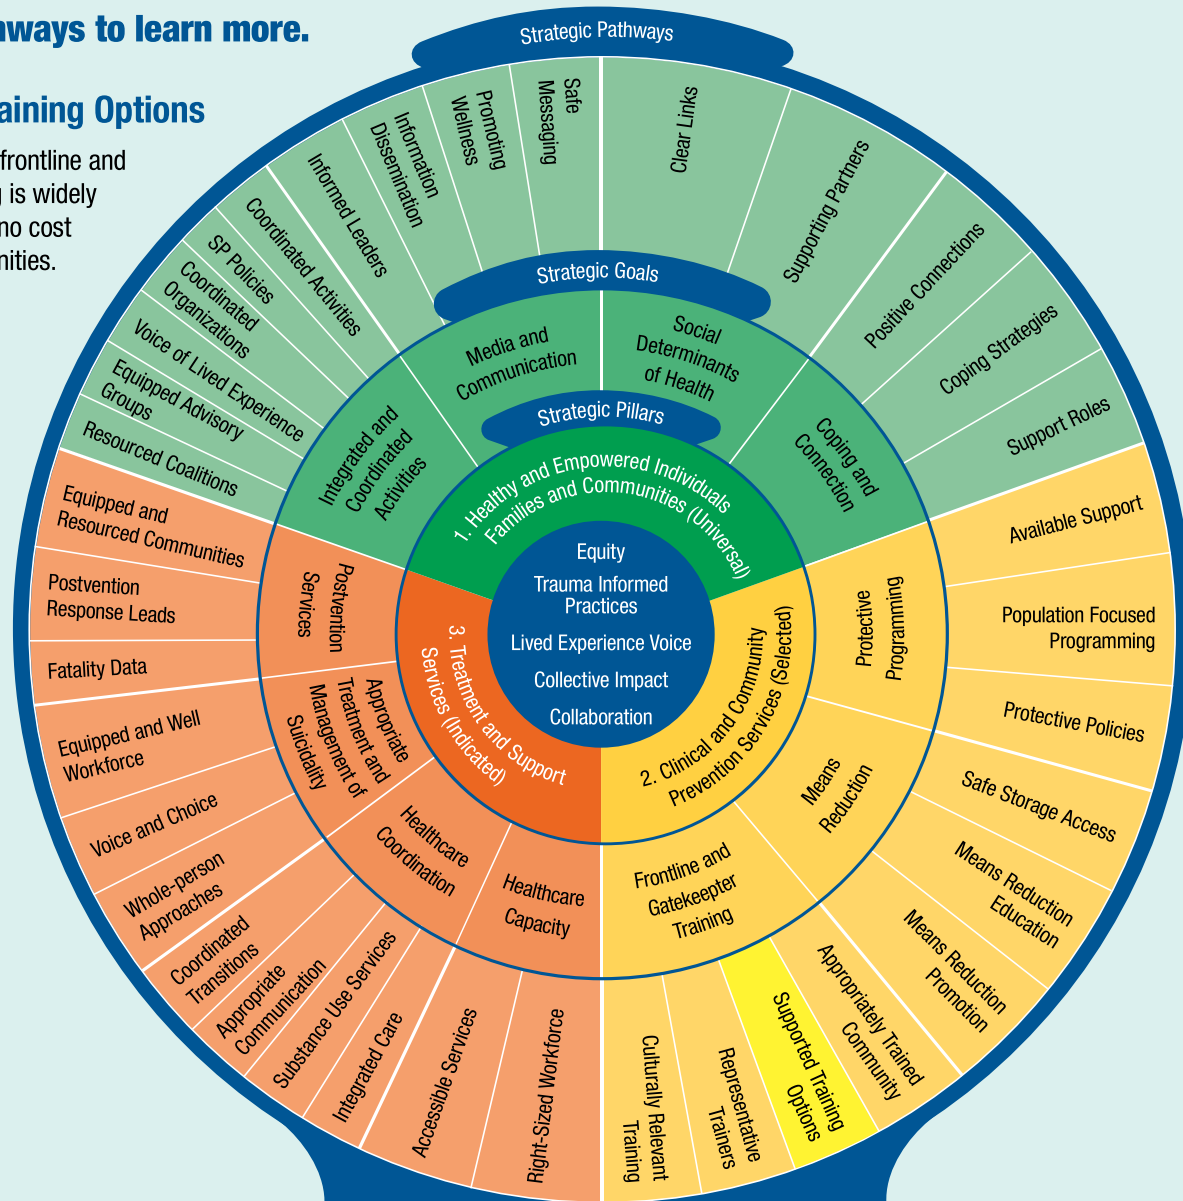 ways to learn more.
aining Options
frontline and
is widely
no cost
nities.
Strategic Pathways
Safe
Messaging
Promoting
Wellness
Information
Dissemination
Informed Leaders
Coordinated Activities
SP Policies
Coordinated
Organizations
Voice of Lived Experience
Equipped Advisory
Groups
Resourced Coalitions
Clear Links
Supporting Partners
Positive Connections
Coping Strategies
Support Roles
Strategic Goals
Media and
Communication
Social
Determinants
of Health
Integrated and
Coordinated
Activities
Coping and
Connection
Strategic Pillars
1. Healthy and Empowered Individuals
Families and Communities (Universal)
Equity
Trauma Informed
Practices
Lived Experience Voice
Collective Impact
Collaboration
2. Clinical and Community
Prevention Services (Selected)
3. Treatment and Support
Services (Indicated)
Protective
Programming
Available Support
Population Focused
Programming
Protective Policies
Means
Reduction
Safe Storage Access
Means Reduction
Education
Means Reduction
Promotion
Frontline and
Gatekeeper
Training
Appropriately Trained
Community
Supported Training
Options
Representative
Trainers
Culturally Relevant
Training
Healthcare
Capacity
Right-Sized Workforce
Accessible Services
Healthcare
Coordination
Integrated Care
Substance Use Services
Appropriate
Communication
Coordinated
Transitions
Appropriate
Treatment and
Management of
Suicidality
Whole-person
Approaches
Voice and Choice
Equipped and Well
Workforce
Postvention
Services
Fatality Data
Postvention
Response Leads
Equipped and
Resourced Communities